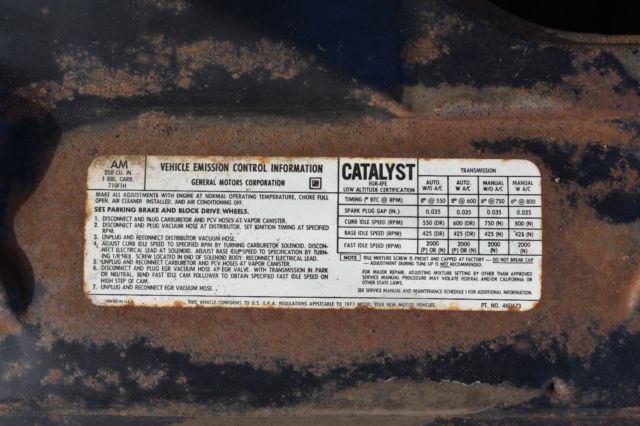 AM
250 CU. IN.
1 BBL. CARB.
710F1H
VEHICLE EMISSION CONTROL INFORMATION
GENERAL MOTORS CORPORATION GM
MAKE ALL ADJUSTMENTS WITH ENGINE AT NORMAL OPERATING TEMPERATURE, CHOKE FULL
OPEN, AIR CLEANER INSTALLED, AND AIR CONDITIONING OFF.
SET PARKING BRAKE AND BLOCK DRIVE WHEELS.
1. DISCONNECT AND PLUG CARBURETOR AND PCV HOSES AT VAPOR CANISTER.
2. DISCONNECT AND PLUG VACUUM HOSE AT DISTRIBUTOR. SET IGNITION TIMING AT SPECIFIED
RPM.
3. UNPLUG AND RECONNECT DISTRIBUTOR VACUUM HOSE.
4. ADJUST CURB IDLE SPEED TO SPECIFIED RPM BY TURNING CARBURETOR SOLENOID. DISCON-
NECT ELECTRICAL LEAD AT SOLENOID. ADJUST BASE IDLE SPEED TO SPECIFICATION BY TURN-
ING 1/8"HEX. SCREW LOCATED IN END OF SOLENOID BODY. RECONNECT ELECTRICAL LEAD.
5. UNPLUG AND RECONNECT CARBURETOR AND PCV HOSES AT VAPOR CANISTER.
6. DISCONNECT AND PLUG EGR VACUUM HOSE AT EGR VALVE. WITH TRANSMISSION IN PARK
OR NEUTRAL, SEND FAST IDLE CAM FOLLOWER TO OBTAIN SPECIFIED FAST IDLE SPEED ON
HIGH STEP OF CAM.
7. UNPLUG AND RECONNECT EGR VACUUM HOSE.
CATALYST
EGR-EFE
LOW ALTITUDE CERTIFICATION
TRANSMISSION
AUTO. W/O A/C AUTO. W/ A/C MANUAL W/O A/C MANUAL W/ A/C
TIMING (° BTC @ RPM) 8° @ 550 8° @ 600 6° @ 750 6° @ 800
SPARK PLUG GAP (IN.) 0.035 0.035 0.035 0.035
CURB IDLE SPEED (RPM) 550 (DR) 600 (DR) 750 (N) 800 (N)
BASE IDLE SPEED (RPM) 425 (DR) 425 (DR) 425 (N) 425 (N)
FAST IDLE SPEED (RPM) 2000 (P) OR (N) 2000 (P) OR (N) 2000 (N) 2000 (N)
NOTE IDLE MIXTURE SCREW IS PRESET AND CAPPED AT FACTORY — DO NOT BREAK CAP
— ADJUSTMENT DURING TUNE UP IS NOT RECOMMENDED.
FOR MAJOR REPAIR, ADJUSTING MIXTURE SETTING BY OTHER THAN APPROVED
SERVICE MANUAL PROCEDURE MAY VIOLATE FEDERAL AND/OR CALIFORNIA OR
OTHER STATE LAWS.
SEE SERVICE MANUAL AND MAINTENANCE SCHEDULE I FOR ADDITIONAL INFORMATION.
PRINTED IN U.S.A. THIS VEHICLE CONFORMS TO U.S. E.P.A. REGULATIONS APPLICABLE TO 1977 MODEL YEAR NEW MOTOR VEHICLES. PT. NO. 460473